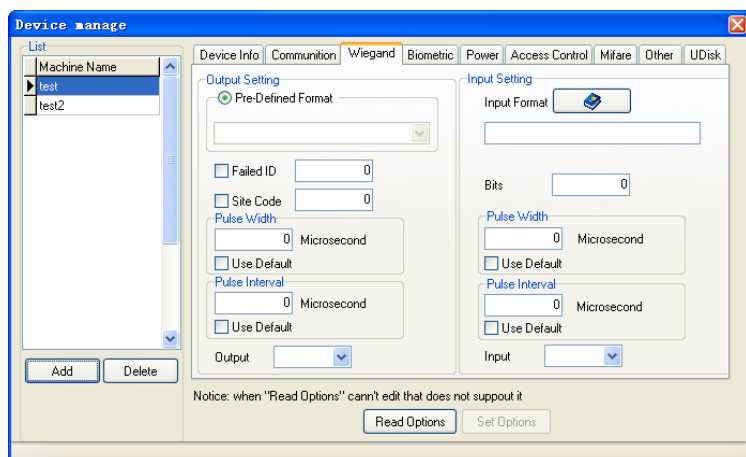 Device manage
List
Machine Name
test
test2
Add Delete
Device Info Communition Wiegand Biometric Power Access Control Mifare Other UDisk
Output Setting
Pre-Defined Format
Failed ID 0
Site Code 0
Pulse Width
0 Microsecond
Use Default
Pulse Interval
0 Microsecond
Use Default
Output
Input Setting
Input Format
Bits 0
Pulse Width
0 Microsecond
Use Default
Pulse Interval
0 Microsecond
Use Default
Input
Notice: when "Read Options" cann't edit that does not suppout it
Read Options Set Options